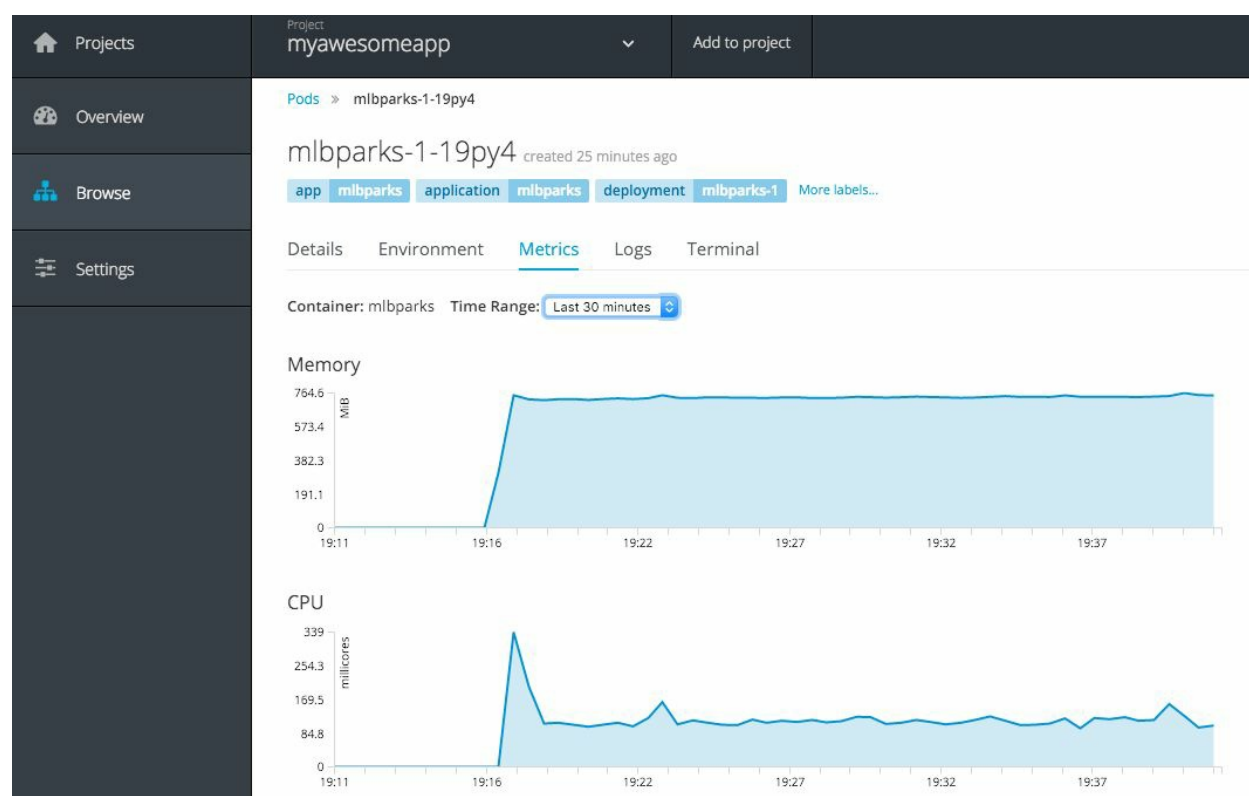 Projects
Project
myawesomeapp
Add to project
Overview
Browse
Settings
Pods » mlbparks-1-19py4
mlbparks-1-19py4 created 25 minutes ago
app mlbparks application mlbparks deployment mlbparks-1 More labels...
Details Environment Metrics Logs Terminal
Container: mlbparks Time Range: Last 30 minutes
Memory
764.6
MiB
573.4
382.3
191.1
0
19:11 19:16 19:22 19:27 19:32 19:37
CPU
339
millicores
254.3
169.5
84.8
0
19:11 19:16 19:22 19:27 19:32 19:37